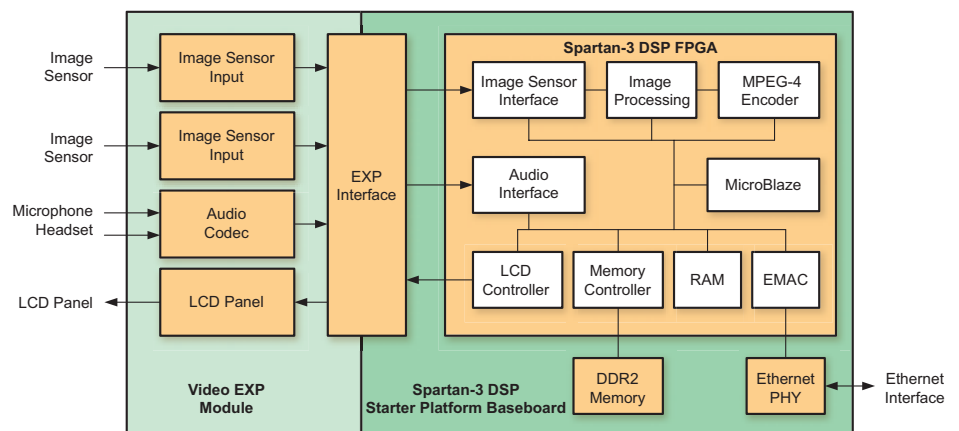 Image
Sensor
Image Sensor
Input
Image
Sensor
Image Sensor
Input
Microphone
Headset
Audio
Codec
LCD Panel
LCD Panel
EXP
Interface
Video EXP
Module
Spartan-3 DSP FPGA
Image Sensor
Interface
Image
Processing
MPEG-4
Encoder
Audio
Interface
MicroBlaze
LCD
Controller
Memory
Controller
RAM
EMAC
Spartan-3 DSP
Starter Platform Baseboard
DDR2
Memory
Ethernet
PHY
Ethernet
Interface